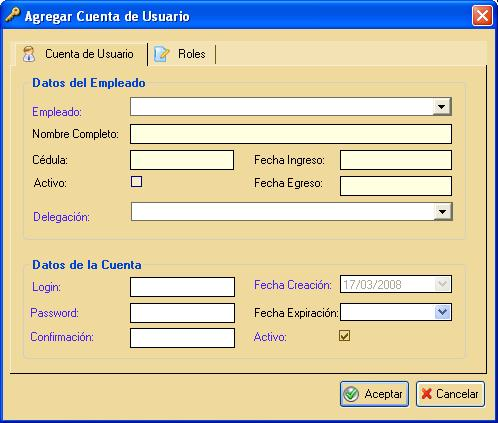 Agregar Cuenta de Usuario
Cuenta de Usuario Roles
Datos del Empleado
Empleado:
Nombre Completo:
Cédula: Fecha Ingreso:
Activo: Fecha Egreso:
Delegación:
Datos de la Cuenta
Login: Fecha Creación: 17/03/2008
Password: Fecha Expiración:
Confirmación: Activo:
Aceptar Cancelar